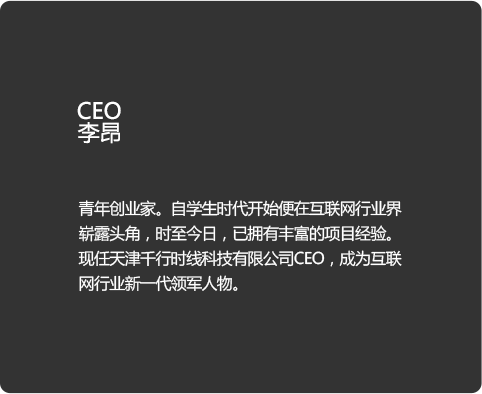 CEO
李昂
青年创业家。自学生时代开始便在互联网行业界
崭露头角，时至今日，已拥有丰富的项目经验。
现任天津千行时线科技有限公司CEO，成为互联
网行业新一代领军人物。